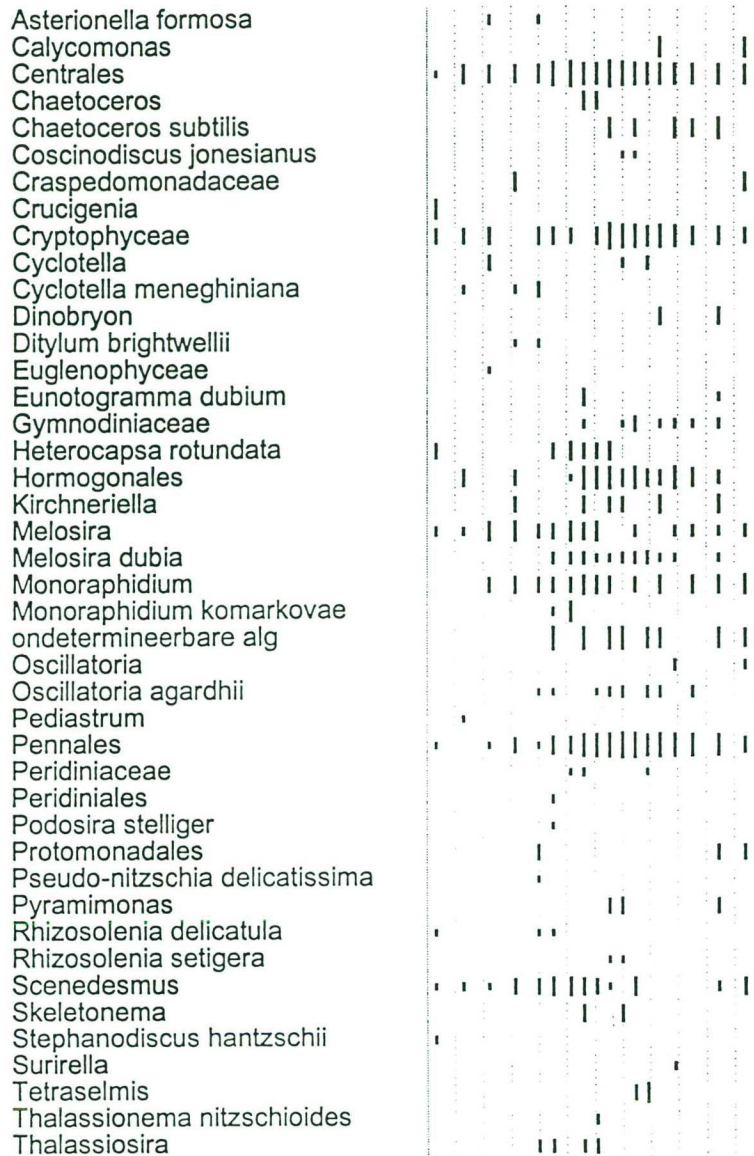 Asterionella formosa
Calycomonas
Centrales
Chaetoceros
Chaetoceros subtilis
Coscinodiscus jonesianus
Craspedomonadaceae
Crucigenia
Cryptophyceae
Cyclotella
Cyclotella meneghiniana
Dinobryon
Ditylum brightwellii
Euglenophyceae
Eunotogramma dubium
Gymnodiniaceae
Heterocapsa rotundata
Hormogonales
Kirchneriella
Melosira
Melosira dubia
Monoraphidium
Monoraphidium komarkovae
ondetermineerbare alg
Oscillatoria
Oscillatoria agardhii
Pediastrum
Pennales
Peridiniaceae
Peridiniales
Podosira stelliger
Protomonadales
Pseudo-nitzschia delicatissima
Pyramimonas
Rhizosolenia delicatula
Rhizosolenia setigera
Scenedesmus
Skeletonema
Stephanodiscus hantzschii
Surirella
Tetraselmis
Thalassionema nitzschioides
Thalassiosira